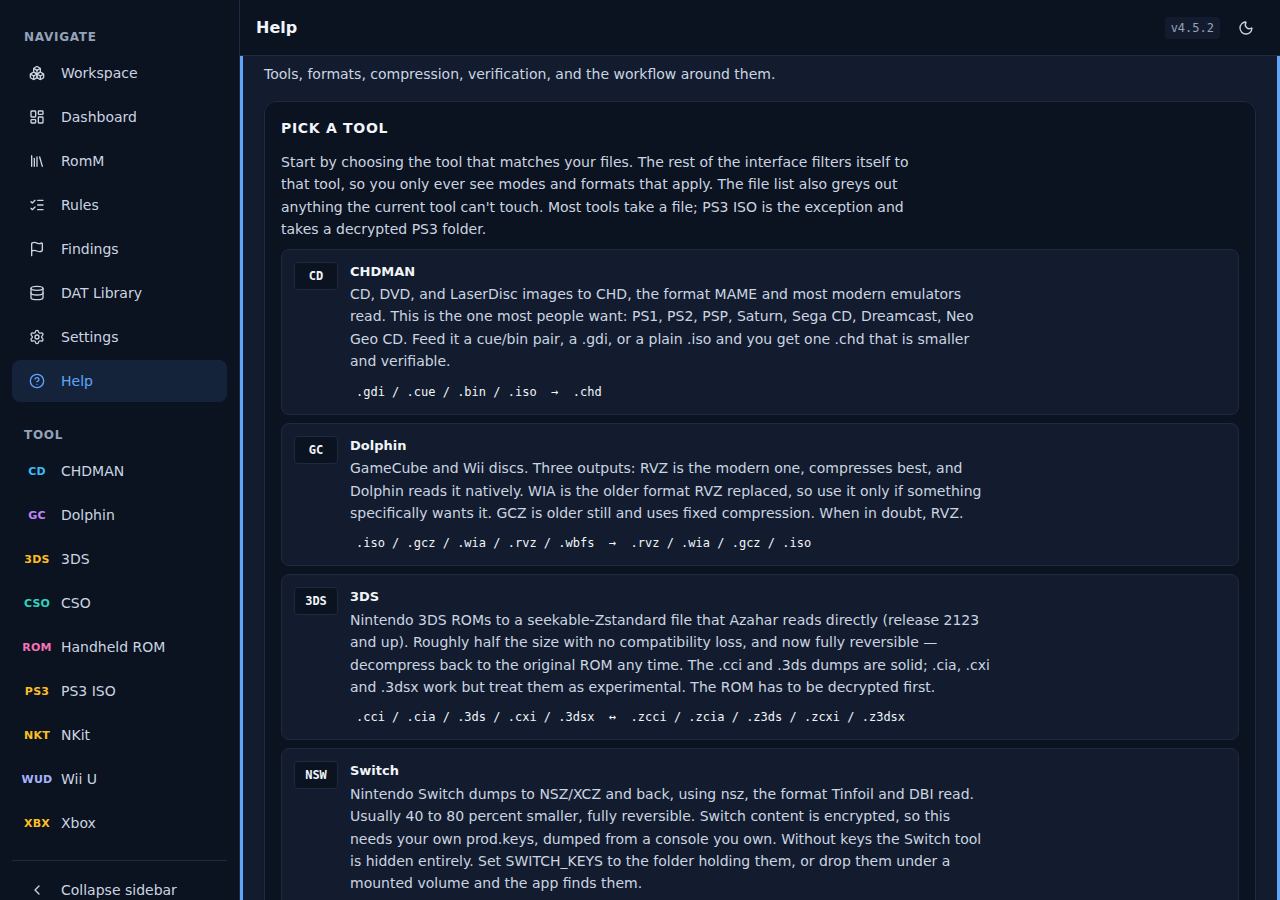 NAVIGATE
Workspace
Dashboard
RomM
Rules
Findings
DAT Library
Settings
Help
TOOL
CD CHDMAN
GC Dolphin
3DS 3DS
CSO CSO
ROM Handheld ROM
PS3 PS3 ISO
NKT NKit
WUD Wii U
XBX Xbox
Collapse sidebar
Help
v4.5.2
Tools, formats, compression, verification, and the workflow around them.
PICK A TOOL
Start by choosing the tool that matches your files. The rest of the interface filters itself to
that tool, so you only ever see modes and formats that apply. The file list also greys out
anything the current tool can't touch. Most tools take a file; PS3 ISO is the exception and
takes a decrypted PS3 folder.
CD CHDMAN
CD, DVD, and LaserDisc images to CHD, the format MAME and most modern emulators
read. This is the one most people want: PS1, PS2, PSP, Saturn, Sega CD, Dreamcast, Neo
Geo CD. Feed it a cue/bin pair, a .gdi, or a plain .iso and you get one .chd that is smaller
and verifiable.
.gdi / .cue / .bin / .iso → .chd
GC Dolphin
GameCube and Wii discs. Three outputs: RVZ is the modern one, compresses best, and
Dolphin reads it natively. WIA is the older format RVZ replaced, so use it only if something
specifically wants it. GCZ is older still and uses fixed compression. When in doubt, RVZ.
.iso / .gcz / .wia / .rvz / .wbfs → .rvz / .wia / .gcz / .iso
3DS 3DS
Nintendo 3DS ROMs to a seekable-Zstandard file that Azahar reads directly (release 2123
and up). Roughly half the size with no compatibility loss, and now fully reversible —
decompress back to the original ROM any time. The .cci and .3ds dumps are solid; .cia, .cxi
and .3dsx work but treat them as experimental. The ROM has to be decrypted first.
.cci / .cia / .3ds / .cxi / .3dsx ↔ .zcci / .zcia / .z3ds / .zcxi / .z3dsx
NSW Switch
Nintendo Switch dumps to NSZ/XCZ and back, using nsz, the format Tinfoil and DBI read.
Usually 40 to 80 percent smaller, fully reversible. Switch content is encrypted, so this
needs your own prod.keys, dumped from a console you own. Without keys the Switch tool
is hidden entirely. Set SWITCH_KEYS to the folder holding them, or drop them under a
mounted volume and the app finds them.